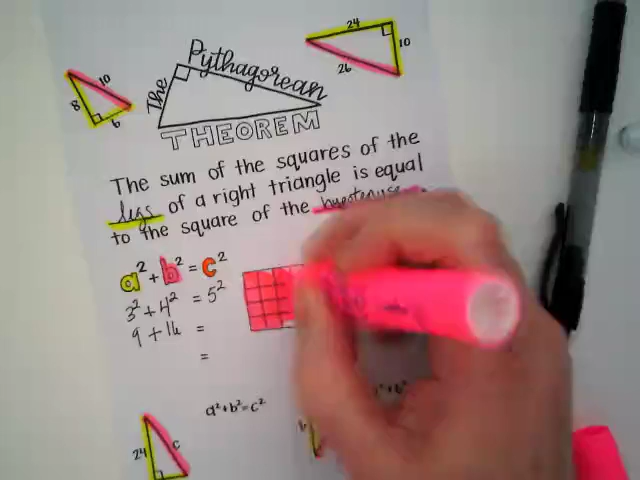 24
10
26
10
8
6
The Pythagorean
THEOREM
The sum of the squares of the
legs of a right triangle is equal
to the square of the hypotenuse
a² + b² = c²
3² + 4² = 5²
9 + 16 =
=
a²+b²=c²
24
c